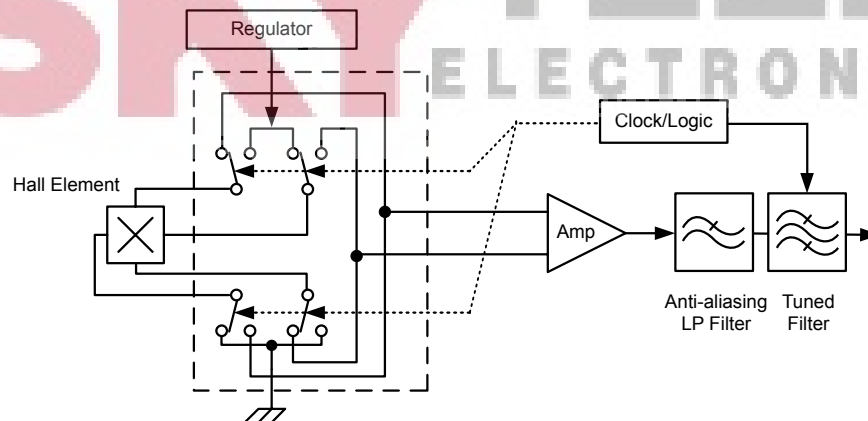 Regulator
ELECTRON
Clock/Logic
Hall Element
Amp
Anti-aliasing
LP Filter
Tuned
Filter